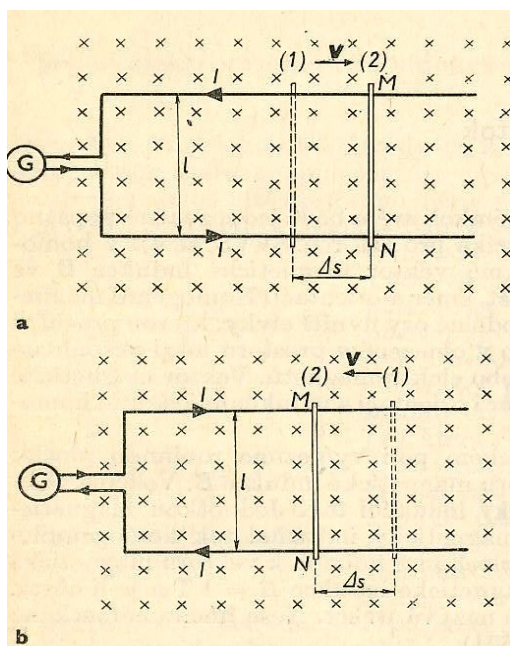 (1) v (2)
I M
G l
I N
Δs
a
(2) v (1)
I M
G l
I N
Δs
b